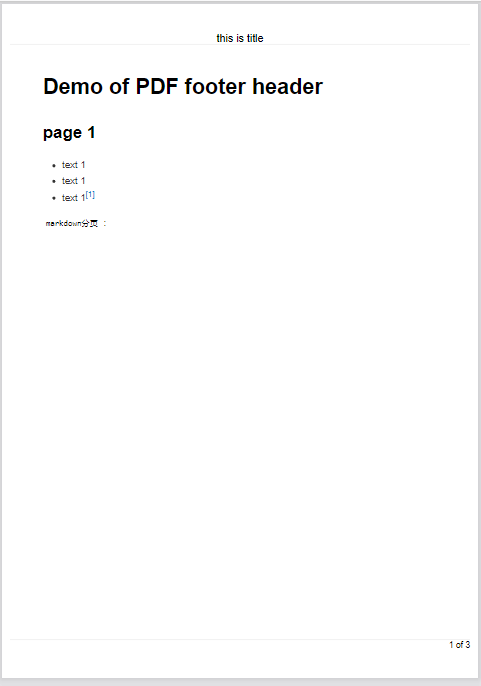 this is title
Demo of PDF footer header
page 1
• text 1
• text 1
• text 1[1]
markdown分页 ：
1 of 3